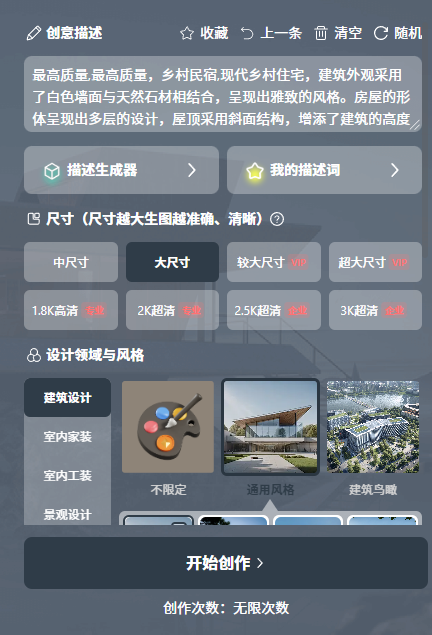 创意描述 收藏 上一条 清空 随机
最高质量,最高质量，乡村民宿,现代乡村住宅，建筑外观采用
了白色墙面与天然石材相结合，呈现出雅致的风格。房屋的形
体呈现出多层的设计，屋顶采用斜面结构，增添了建筑的高度
描述生成器 我的描述词
尺寸（尺寸越大生图越准确、清晰）
中尺寸 大尺寸 较大尺寸 VIP 超大尺寸 VIP
1.8K高清 专业 2K超清 专业 2.5K超清 企业 3K超清 企业
设计领域与风格
建筑设计
室内家装
室内工装
景观设计
不限定 通用风格 建筑鸟瞰
开始创作
创作次数：无限次数